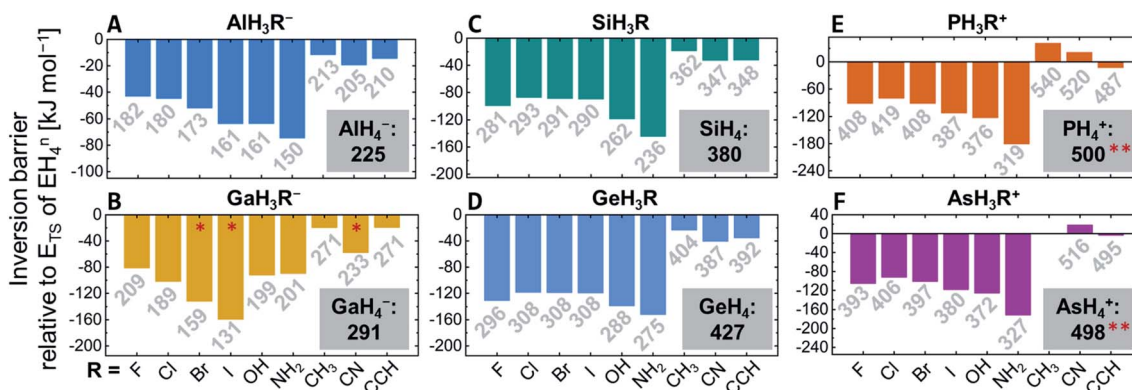 A AlH₃R⁻
0
-20
-40
-60
-80
-100
182 180 173 161 161 150 213 205 210
AlH₄⁻:
225
C SiH₃R
0
-40
-80
-120
-160
-200
281 293 291 290 262 236 362 347 348
SiH₄:
380
E PH₃R⁺
0
-60
-120
-180
-240
408 419 408 387 376 319 540 520 487
PH₄⁺:
500**
Inversion barrier
relative to E_TS of EH₄ⁿ [kJ mol⁻¹]
B GaH₃R⁻
0
-40
-80
-120
-160
-200
* * *
209 189 159 131 199 201 271 233 271
GaH₄⁻:
291
D GeH₃R
0
-40
-80
-120
-160
-200
296 308 308 308 288 275 404 387 392
GeH₄:
427
F AsH₃R⁺
40
0
-40
-80
-120
-160
-200
-240
393 406 397 380 372 327 516 495
AsH₄⁺:
498**
R = F Cl Br I OH NH₂ CH₃ CN CCH
F Cl Br I OH NH₂ CH₃ CN CCH
F Cl Br I OH NH₂ CH₃ CN CCH